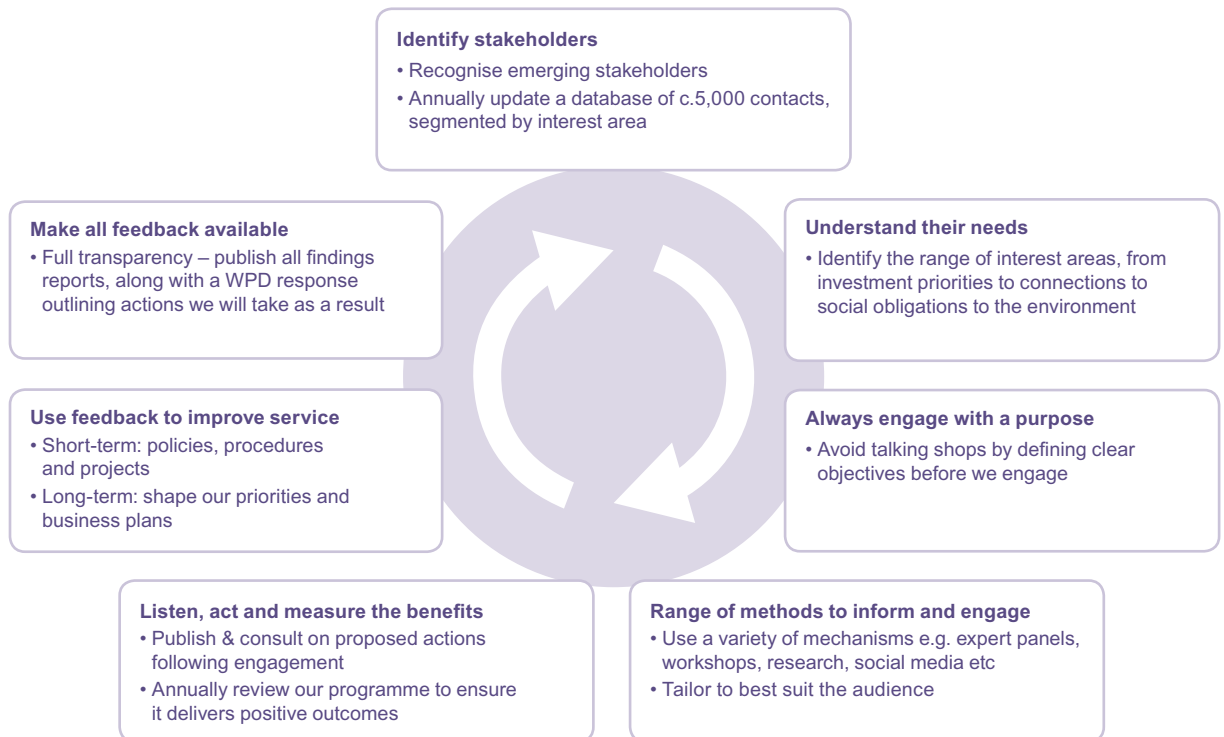 Identify stakeholders
• Recognise emerging stakeholders
• Annually update a database of c.5,000 contacts,
segmented by interest area
Understand their needs
• Identify the range of interest areas, from
investment priorities to connections to
social obligations to the environment
Always engage with a purpose
• Avoid talking shops by defining clear
objectives before we engage
Range of methods to inform and engage
• Use a variety of mechanisms e.g. expert panels,
workshops, research, social media etc
• Tailor to best suit the audience
Listen, act and measure the benefits
• Publish & consult on proposed actions
following engagement
• Annually review our programme to ensure
it delivers positive outcomes
Use feedback to improve service
• Short-term: policies, procedures
and projects
• Long-term: shape our priorities and
business plans
Make all feedback available
• Full transparency – publish all findings
reports, along with a WPD response
outlining actions we will take as a result